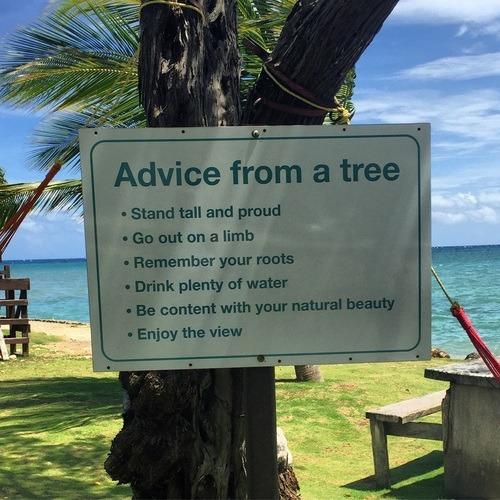 Advice from a tree
• Stand tall and proud
• Go out on a limb
• Remember your roots
• Drink plenty of water
• Be content with your natural beauty
• Enjoy the view